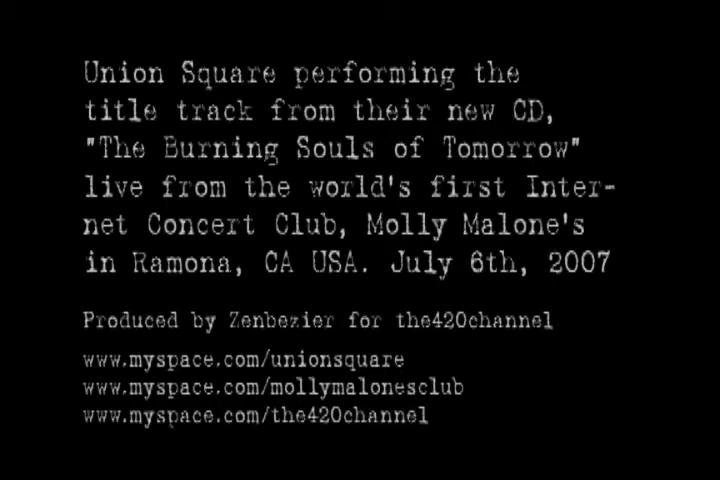 Union Square performing the
title track from their new CD,
"The Burning Souls of Tomorrow"
live from the world's first Inter-
net Concert Club, Molly Malone's
in Ramona, CA USA. July 6th, 2007
Produced by Zenbezier for the420channel
www.myspace.com/unionsquare
www.myspace.com/mollymalonesclub
www.myspace.com/the420channel